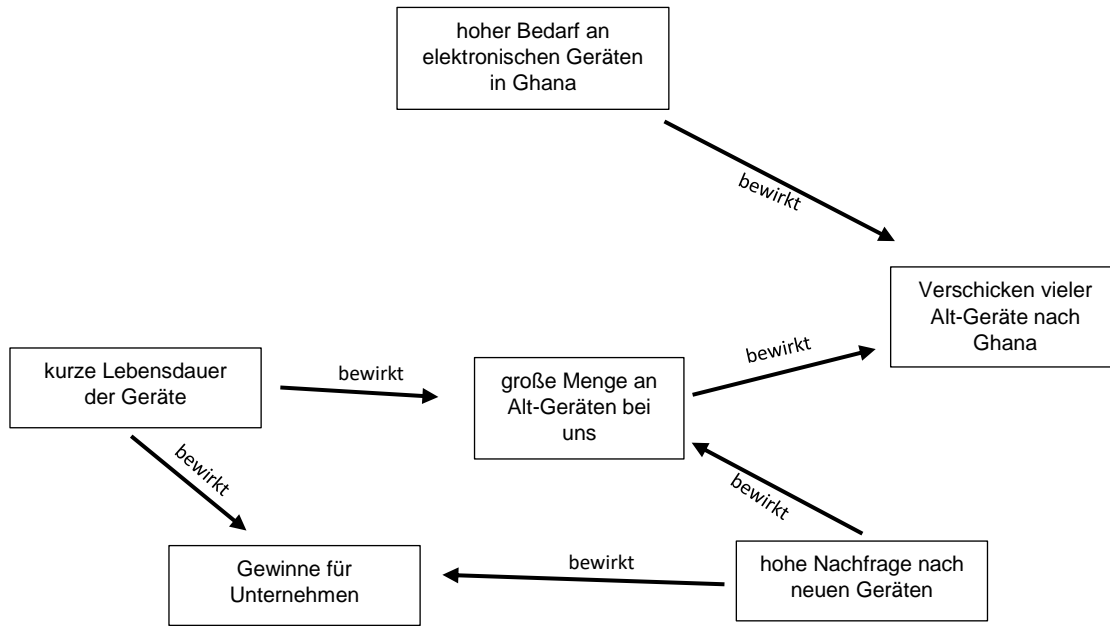 hoher Bedarf an
elektronischen Geräten
in Ghana
bewirkt
Verschicken vieler
Alt-Geräte nach
Ghana
bewirkt
kurze Lebensdauer
der Geräte
bewirkt
große Menge an
Alt-Geräten bei
uns
bewirkt
bewirkt
Gewinne für
Unternehmen
bewirkt
hohe Nachfrage nach
neuen Geräten